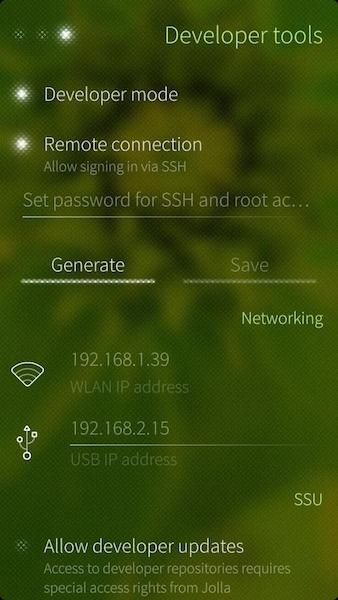 Developer tools
Developer mode
Remote connection
Allow signing in via SSH
Set password for SSH and root ac…
Generate Save
Networking
192.168.1.39
WLAN IP address
192.168.2.15
USB IP address
SSU
Allow developer updates
Access to developer repositories requires
special access rights from Jolla